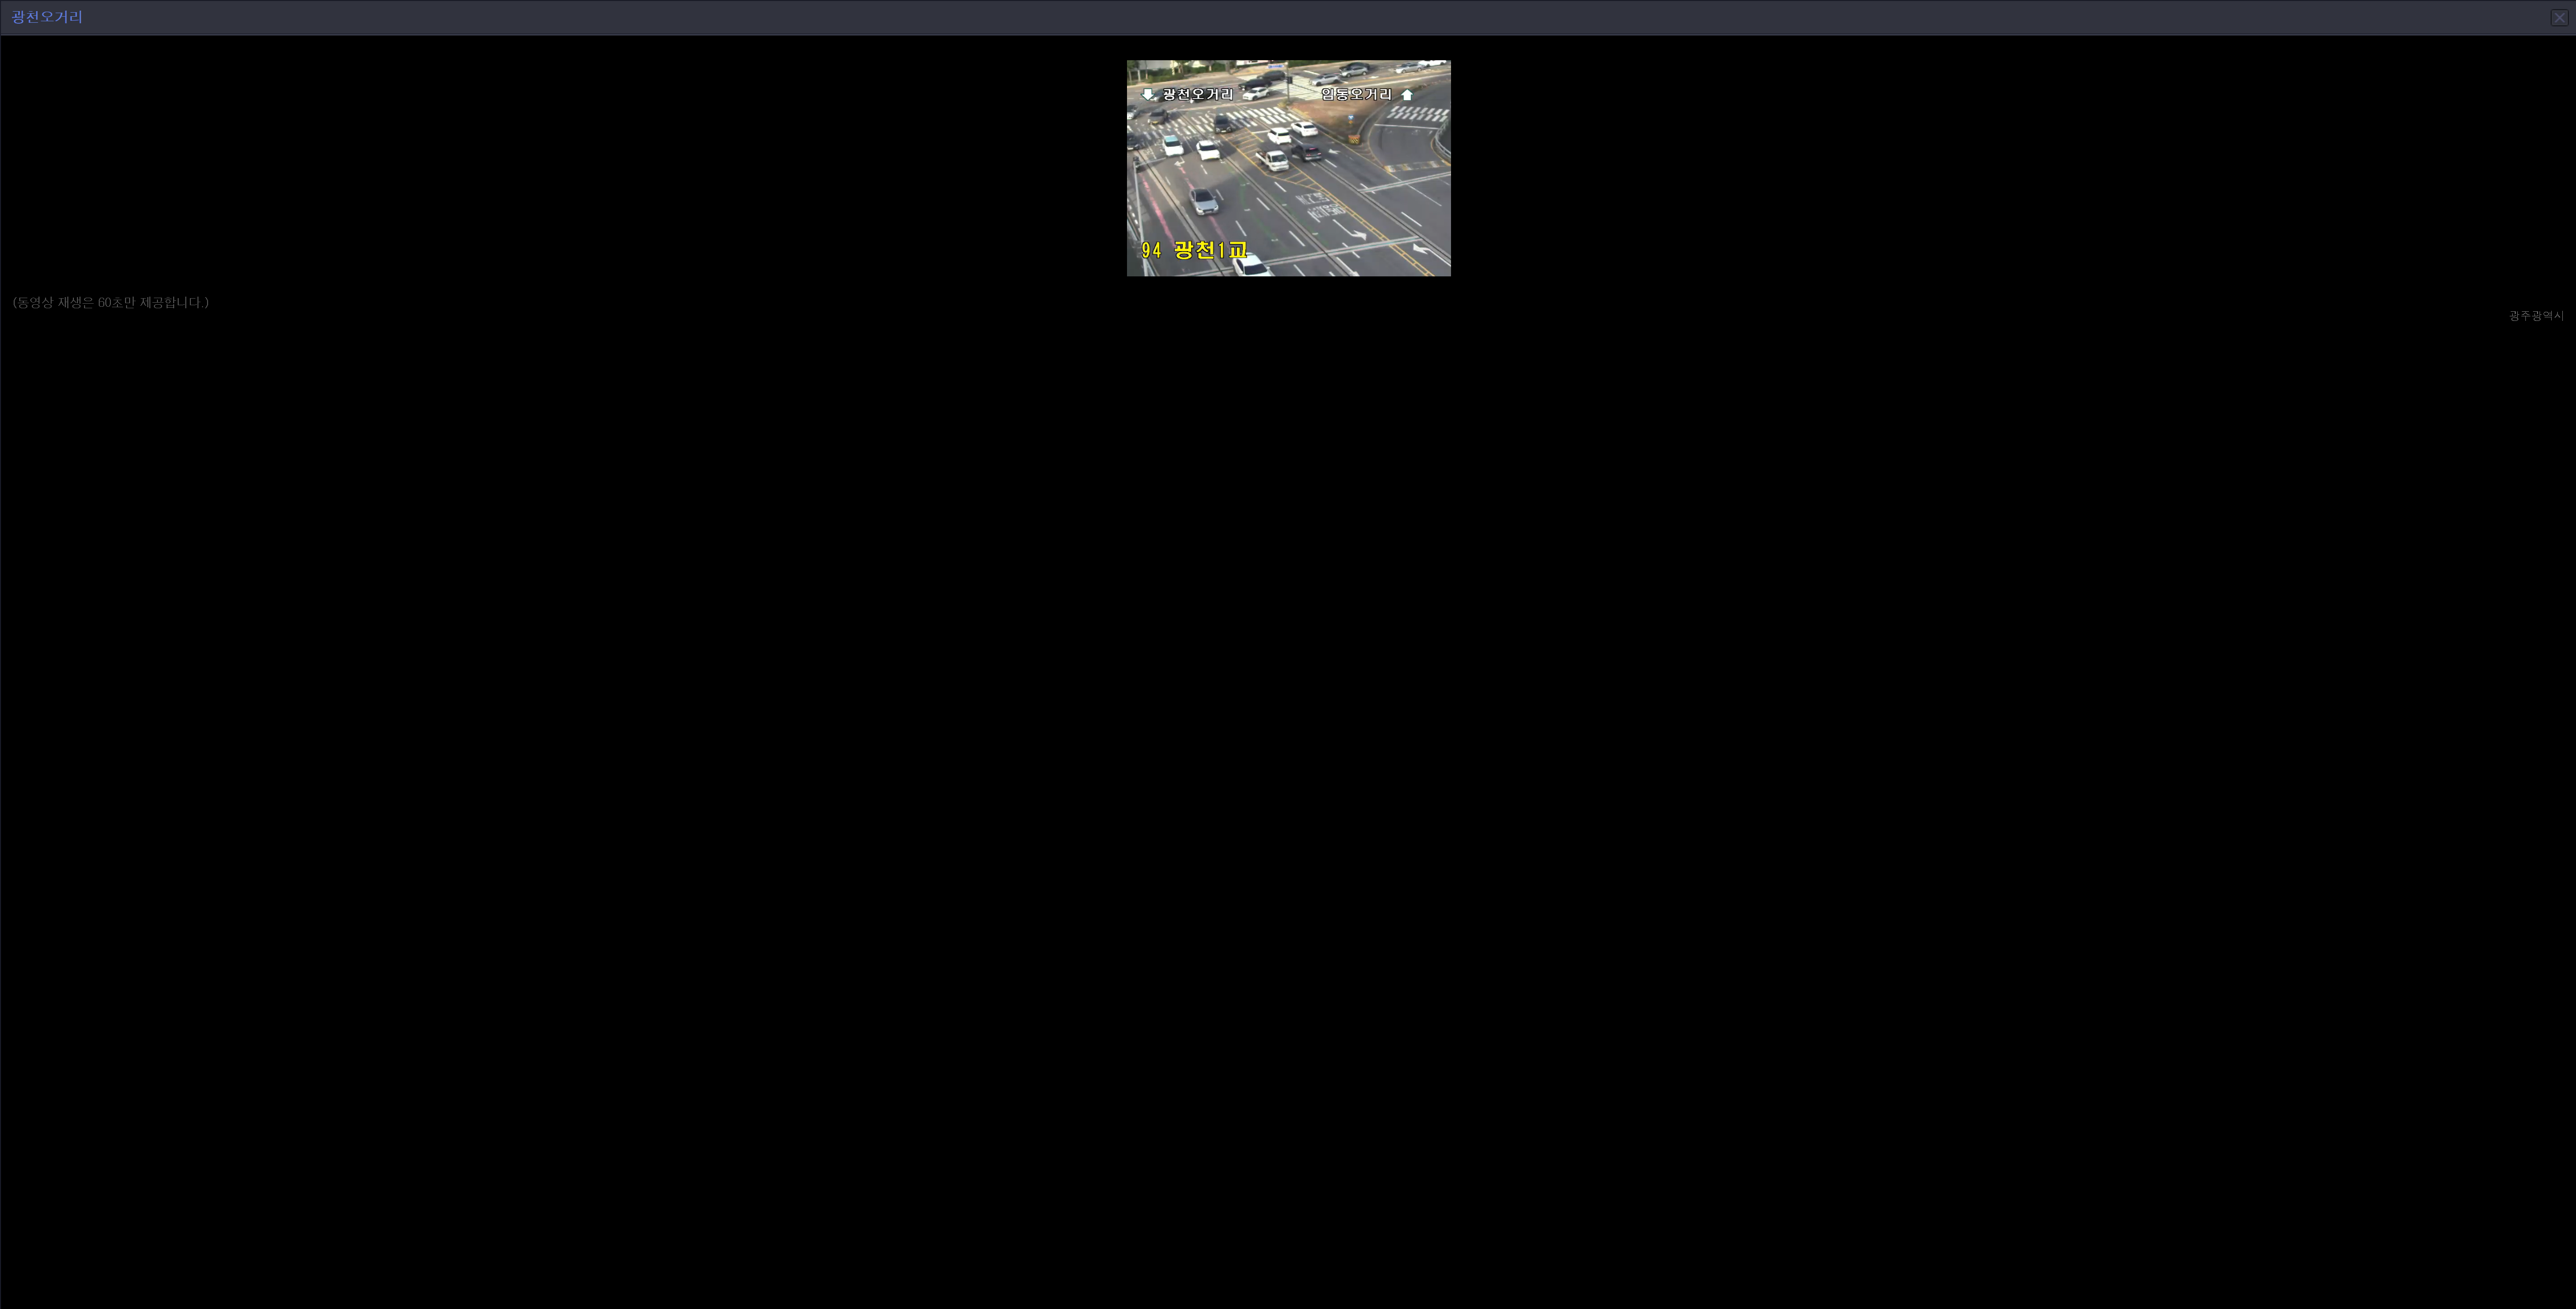 광천오거리
⬇ 광천오거리 임동오거리 ⬆
94 광천1교
(동영상 재생은 60초만 제공합니다.)
광주광역시